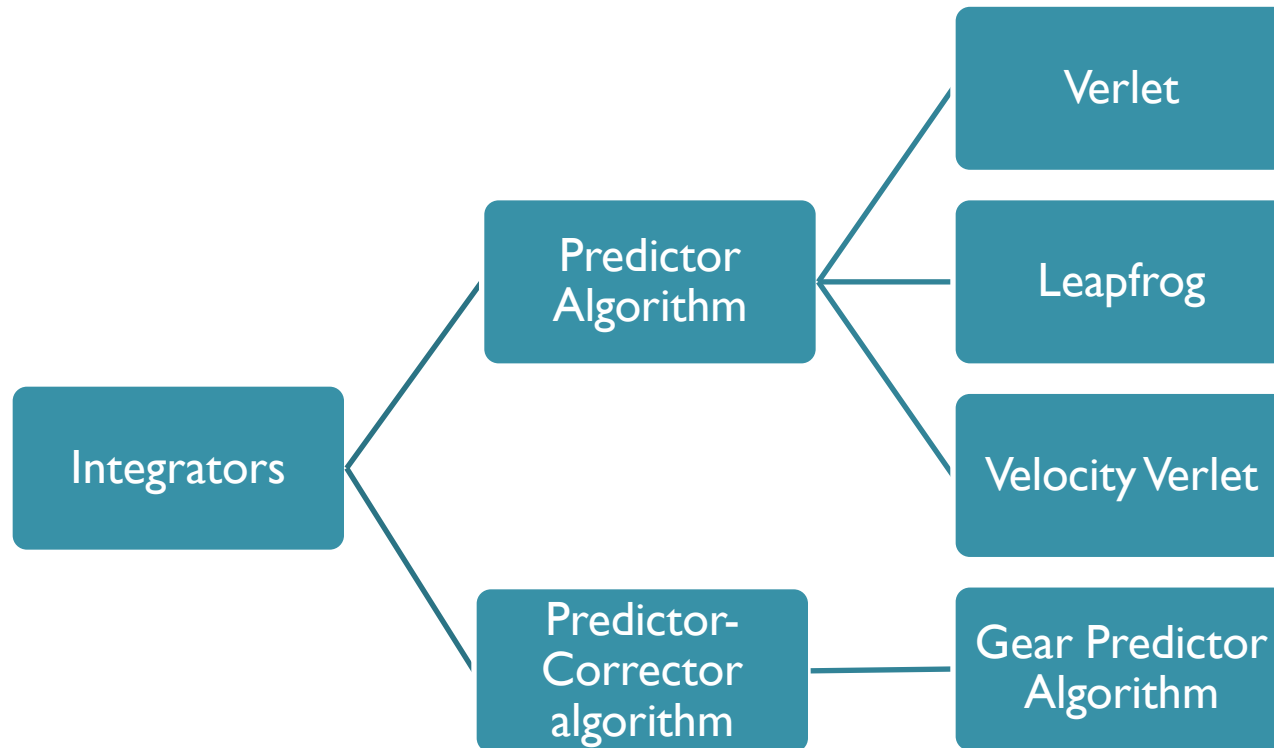 Integrators
Predictor
Algorithm
Predictor-
Corrector
algorithm
Verlet
Leapfrog
Velocity Verlet
Gear Predictor
Algorithm